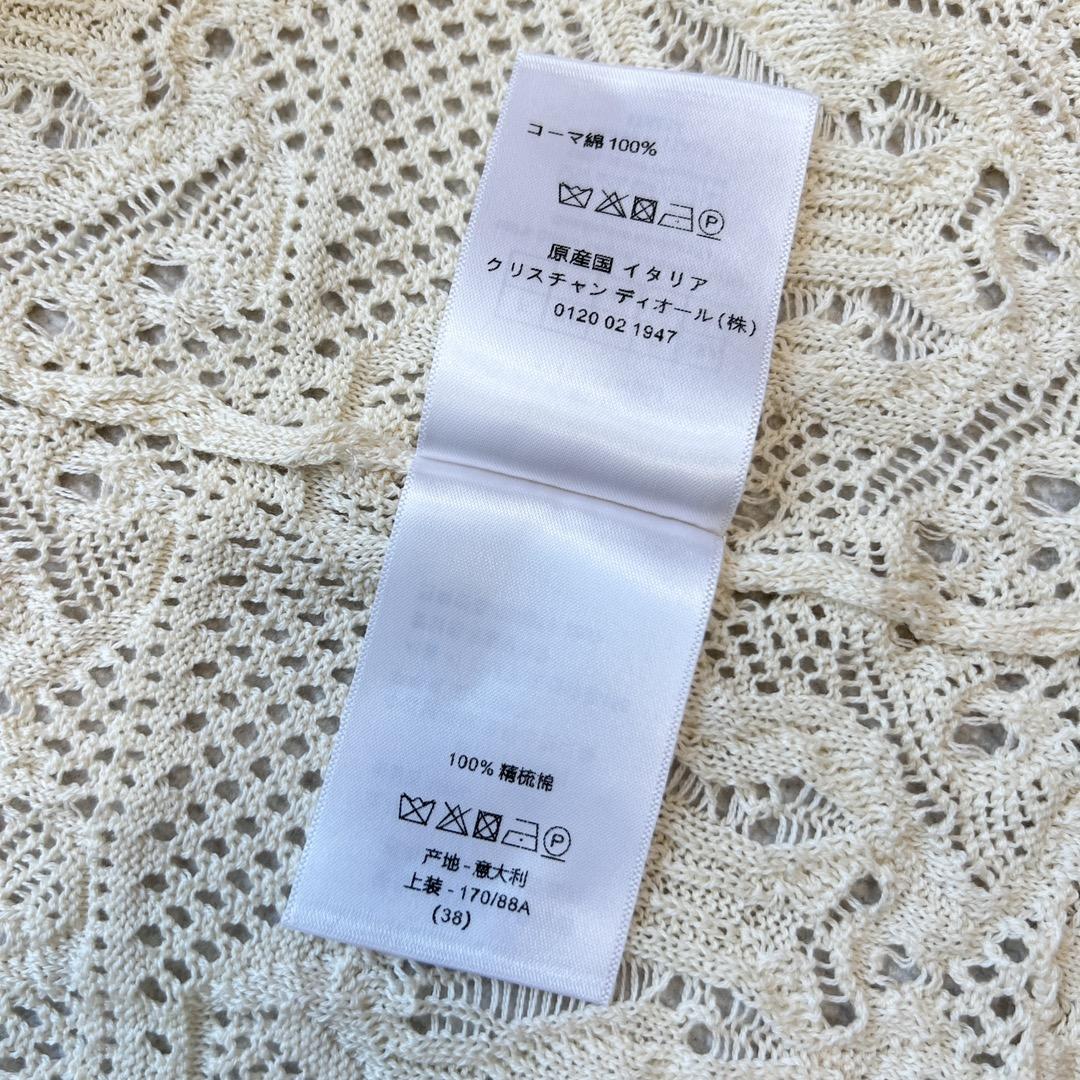 コーマ綿 100%
P
原産国 イタリア
クリスチャン ディオール(株)
0120 02 1947
100% 精梳棉
P
产地 - 意大利
上装 - 170/88A
(38)